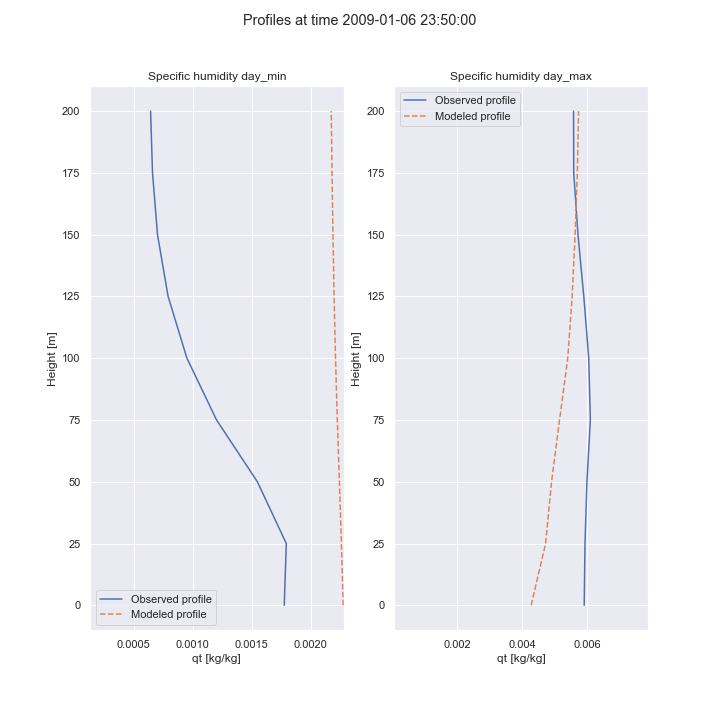 Profiles at time 2009-01-06 23:50:00
Specific humidity day_min
200
175
150
125
100
75
50
25
0
Height [m]
Observed profile
Modeled profile
0.0005 0.0010 0.0015 0.0020
qt [kg/kg]
Specific humidity day_max
Observed profile
Modeled profile
200
175
150
125
100
75
50
25
0
Height [m]
0.002 0.004 0.006
qt [kg/kg]